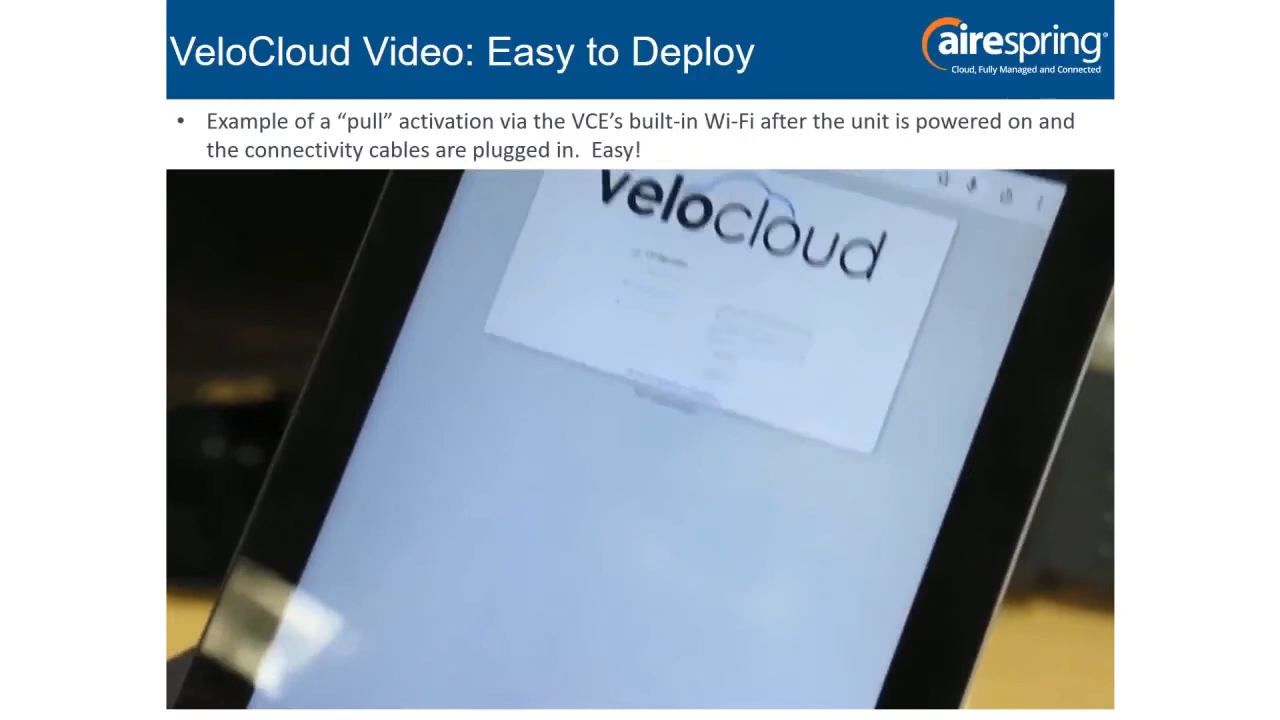 VeloCloud Video: Easy to Deploy
airespring®
Cloud, Fully Managed and Connected
• Example of a “pull” activation via the VCE’s built-in Wi-Fi after the unit is powered on and
the connectivity cables are plugged in.  Easy!
velocloud